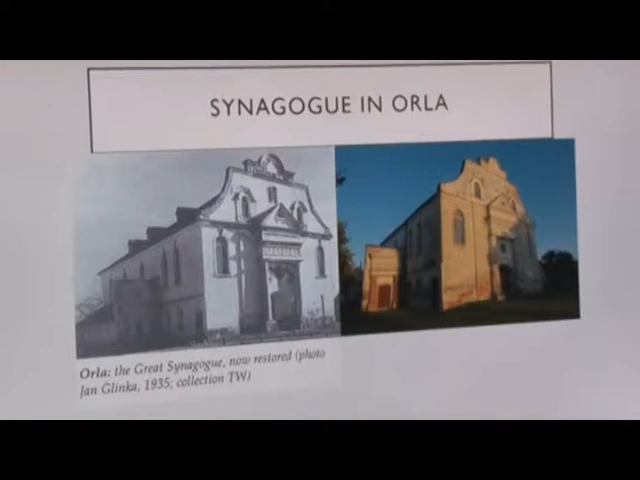 SYNAGOGUE IN ORLA
Orla: the Great Synagogue, now restored (photo
Jan Glinka, 1935; collection TW)